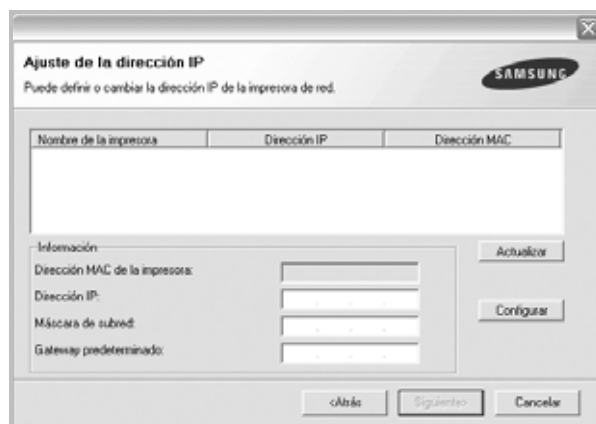 Ajuste de la dirección IP
Puede definir o cambiar la dirección IP de la impresora de red.
SAMSUNG
Nombre de la impresora Dirección IP Dirección MAC
Información
Actualizar
Dirección MAC de la impresora:
Dirección IP:
Configurar
Máscara de subred:
Gateway predeterminado:
<Atrás Siguiente> Cancelar